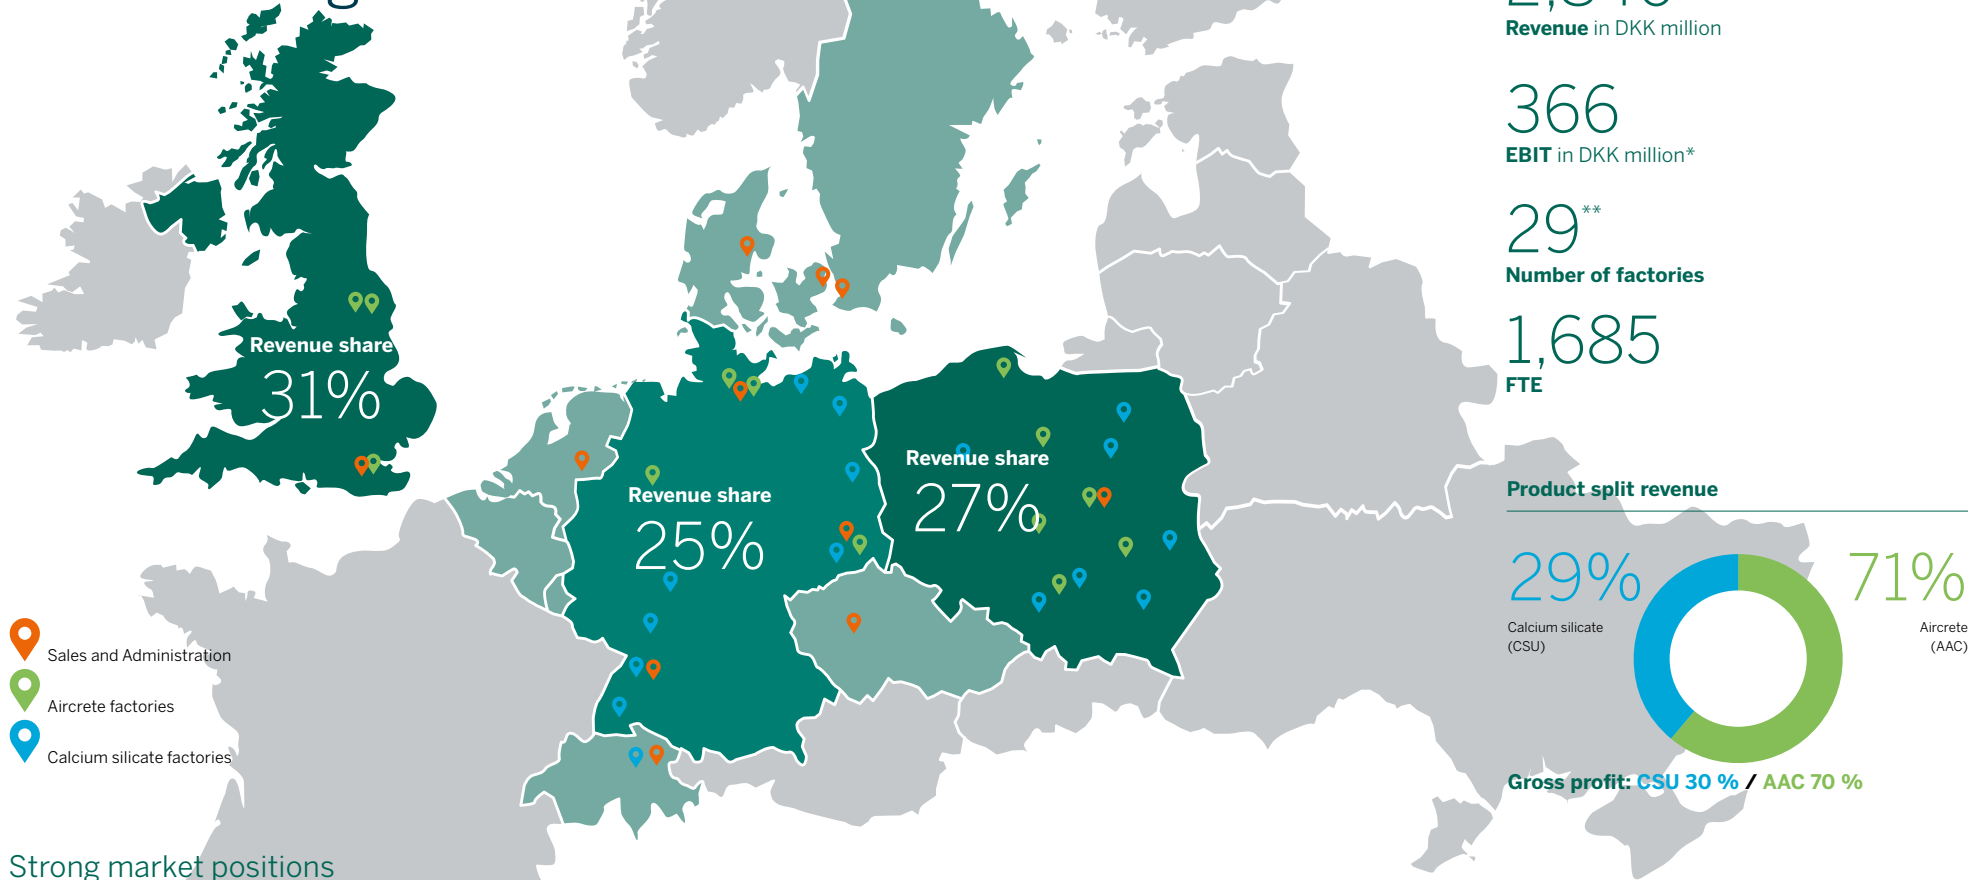 Revenue in DKK million
366
EBIT in DKK million*
29**
Number of factories
1,685
FTE
Revenue share
31%
Revenue share
25%
Revenue share
27%
Product split revenue
29%
Calcium silicate
(CSU)
71%
Aircrete
(AAC)
Gross profit: CSU 30 % / AAC 70 %
Sales and Administration
Aircrete factories
Calcium silicate factories
Strong market positions